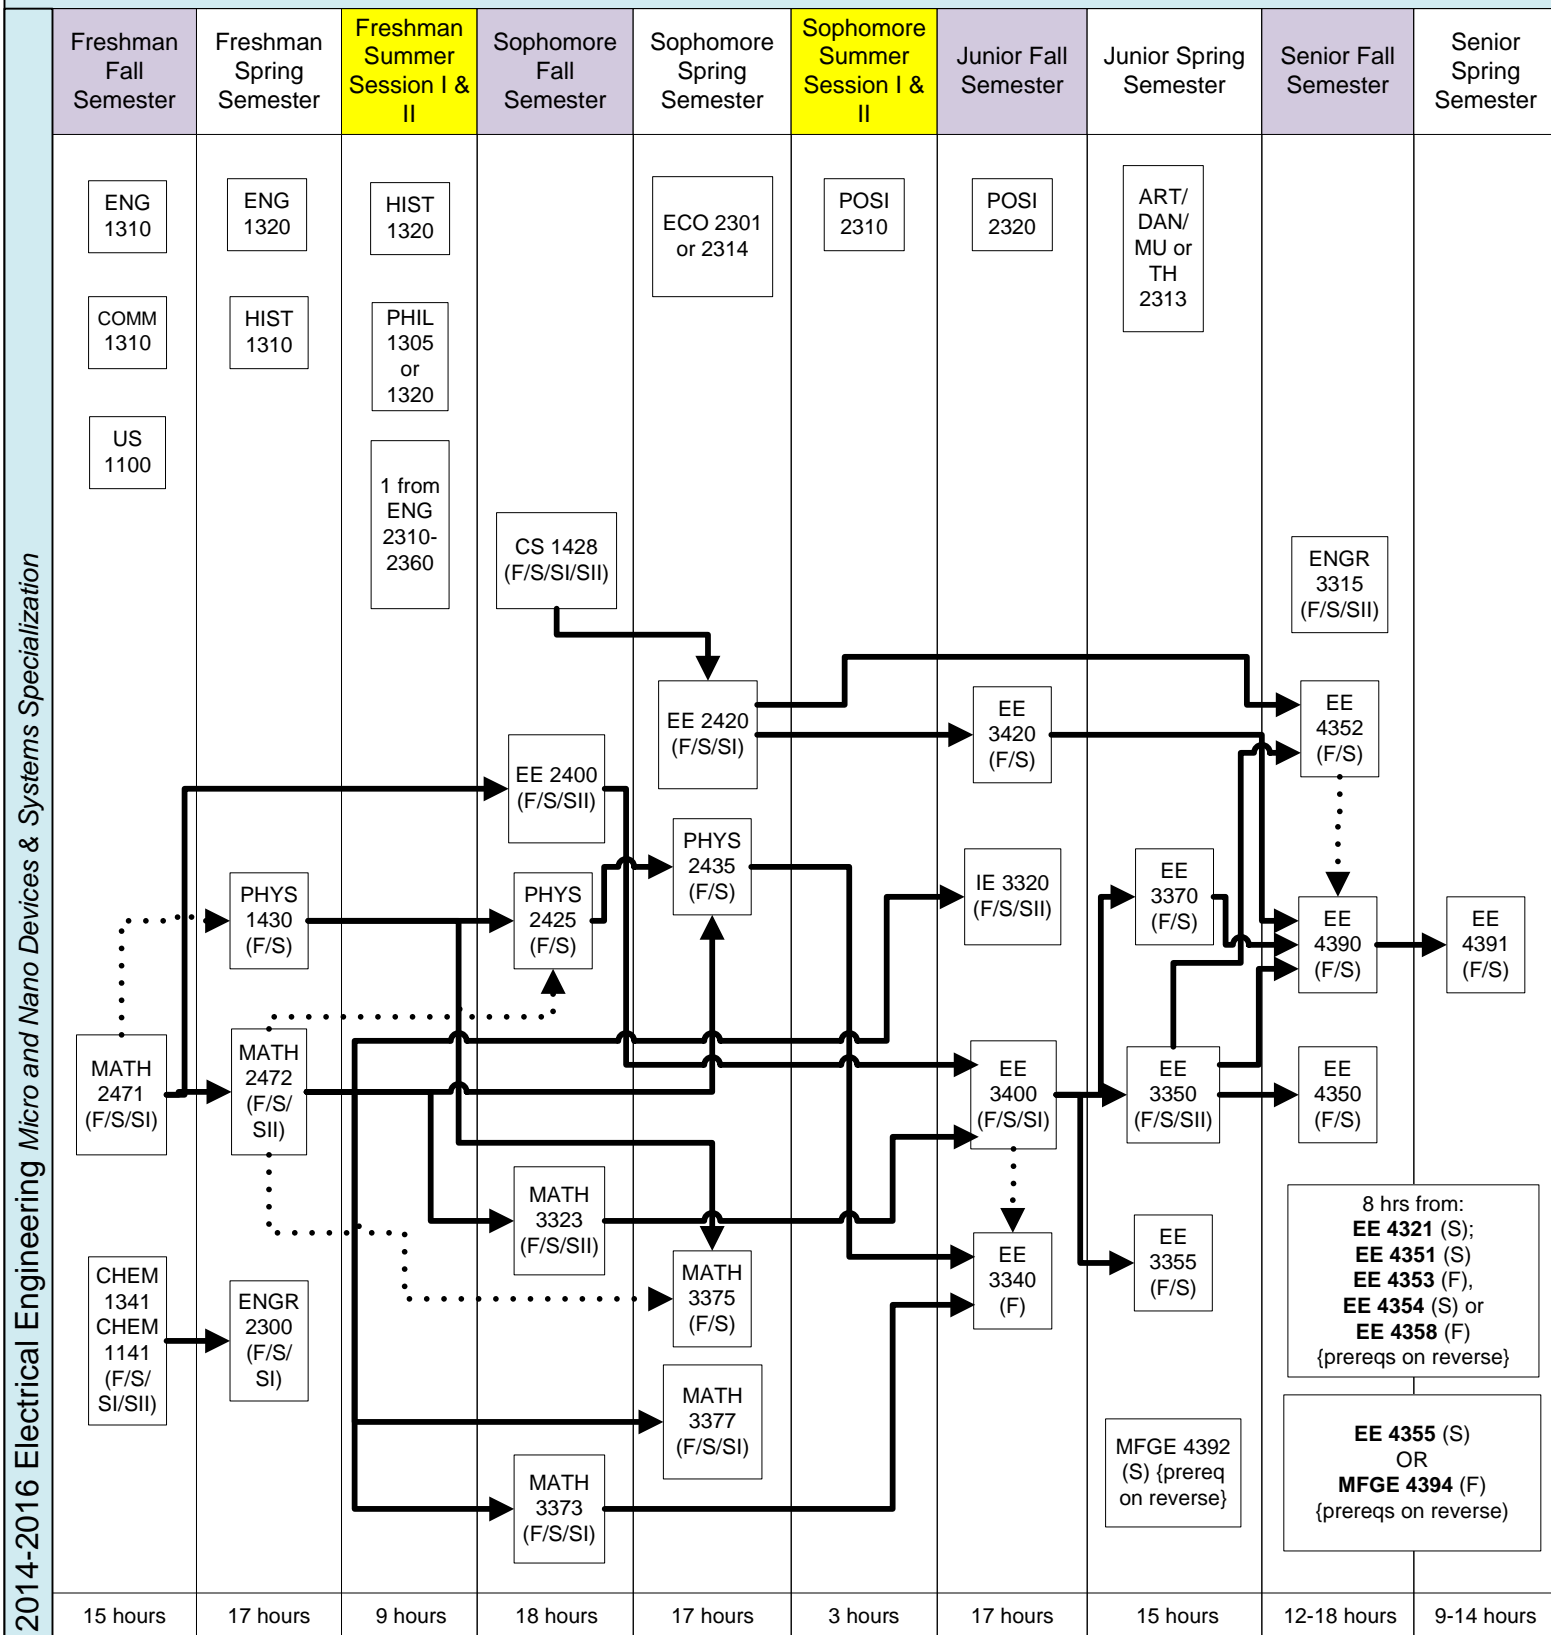 2014-2016 Electrical Engineering Micro and Nano Devices & Systems Specialization
Freshman
Fall
Semester
Freshman
Spring
Semester
Freshman
Summer
Session I &
II
Sophomore
Fall
Semester
Sophomore
Spring
Semester
Sophomore
Summer
Session I &
II
Junior Fall
Semester
Junior Spring
Semester
Senior Fall
Semester
Senior
Spring
Semester
ENG
1310
COMM
1310
US
1100
MATH
2471
(F/S/SI)
CHEM
1341
CHEM
1141
(F/S/
SI/SII)
ENG
1320
HIST
1310
PHYS
1430
(F/S)
MATH
2472
(F/S/
SII)
ENGR
2300
(F/S/
SI)
HIST
1320
PHIL
1305
or
1320
1 from
ENG
2310-
2360
CS 1428
(F/S/SI/SII)
EE 2400
(F/S/SII)
PHYS
2425
(F/S)
MATH
3323
(F/S/SII)
MATH
3373
(F/S/SI)
ECO 2301
or 2314
EE 2420
(F/S/SI)
PHYS
2435
(F/S)
MATH
3375
(F/S)
MATH
3377
(F/S/SI)
POSI
2310
POSI
2320
EE
3420
(F/S)
IE 3320
(F/S/SII)
EE
3400
(F/S/SI)
EE
3340
(F)
ART/
DAN/
MU or
TH
2313
EE
3370
(F/S)
EE
3350
(F/S/SII)
EE
3355
(F/S)
MFGE 4392
(S) {prereq
on reverse}
ENGR
3315
(F/S/SII)
EE
4352
(F/S)
EE
4390
(F/S)
EE
4350
(F/S)
EE
4391
(F/S)
8 hrs from:
EE 4321 (S);
EE 4351 (S)
EE 4353 (F),
EE 4354 (S) or
EE 4358 (F)
{prereqs on reverse}
EE 4355 (S)
OR
MFGE 4394 (F)
{prereqs on reverse)
15 hours
17 hours
9 hours
18 hours
17 hours
3 hours
17 hours
15 hours
12-18 hours
9-14 hours